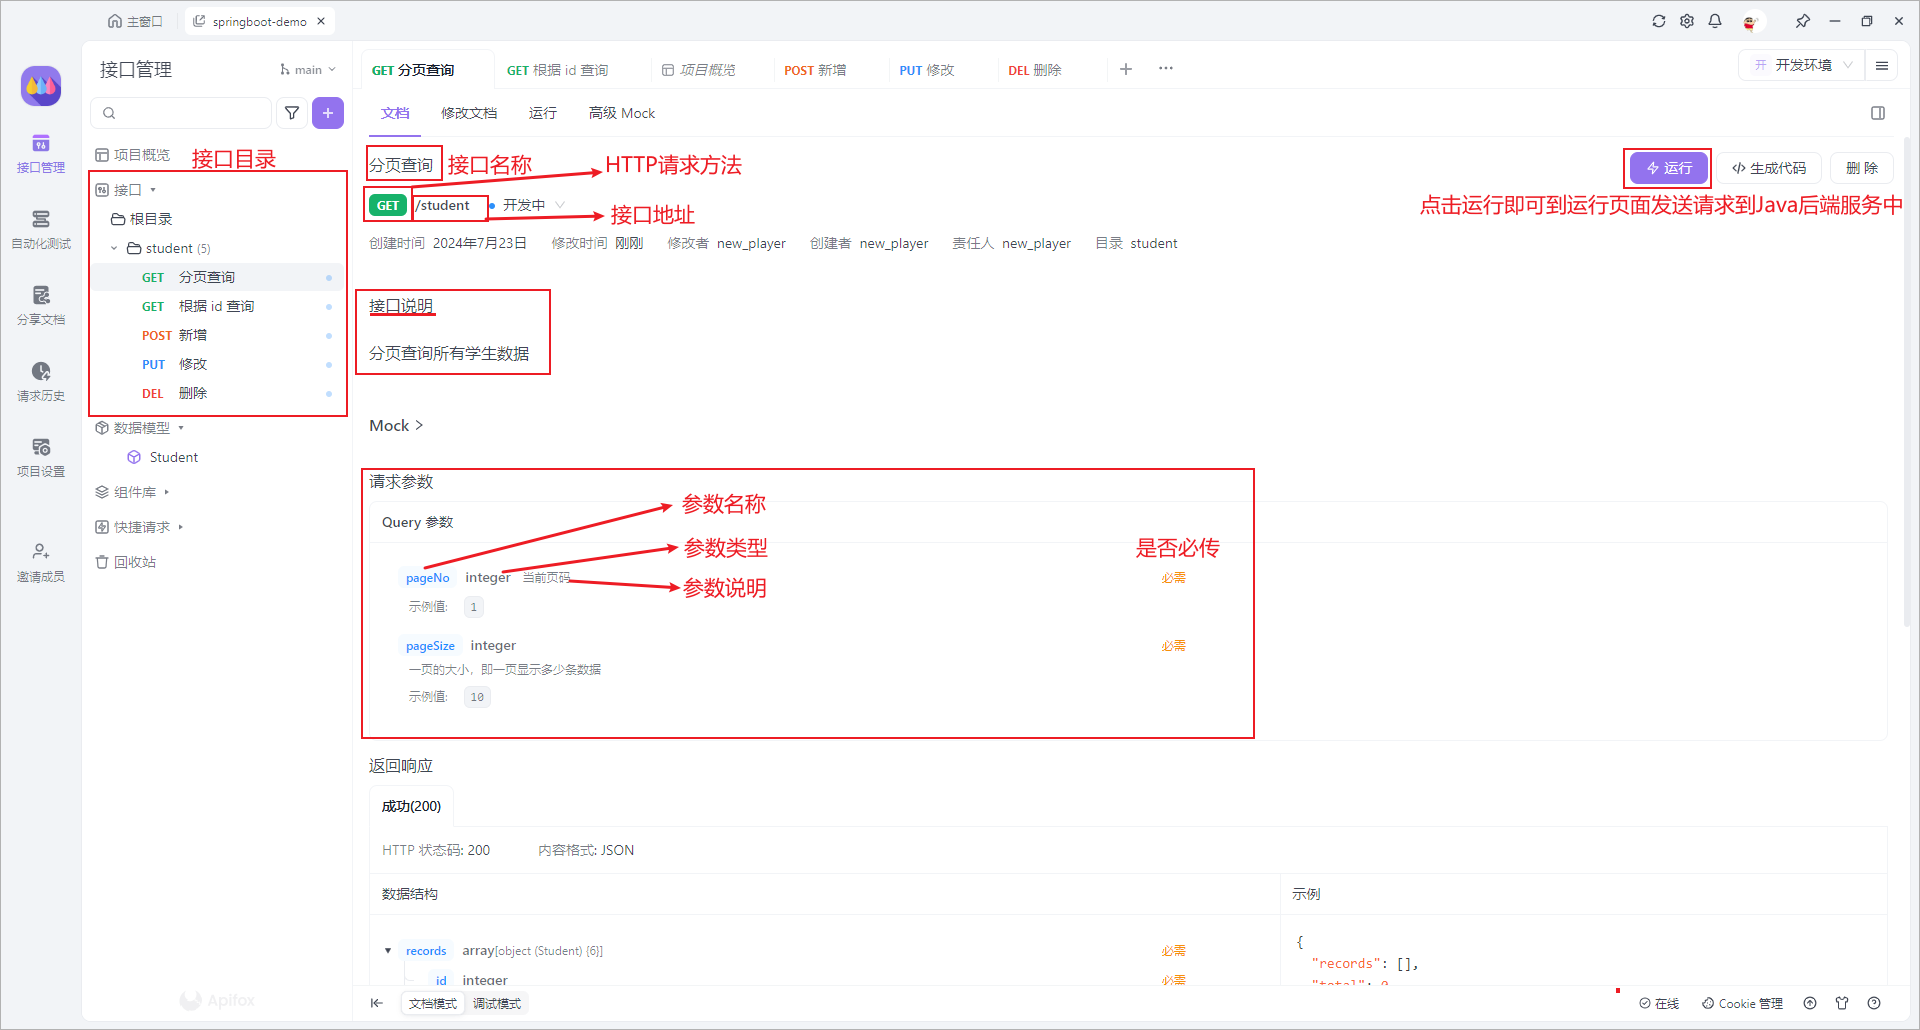 主窗口
springboot-demo
接口管理
main
GET 分页查询
GET 根据 id 查询
项目概览
POST 新增
PUT 修改
DEL 删除
开 开发环境
文档
修改文档
运行
高级 Mock
接口管理
自动化测试
分享文档
请求历史
项目设置
邀请成员
项目概览
接口目录
接口
根目录
student (5)
GET 分页查询
GET 根据 id 查询
POST 新增
PUT 修改
DEL 删除
数据模型
Student
组件库
快捷请求
回收站
Apifox
分页查询
接口名称
HTTP请求方法
运行
生成代码
删 除
GET
/student
开发中
接口地址
点击运行即可到运行页面发送请求到Java后端服务中
创建时间 2024年7月23日
修改时间 刚刚
修改者 new_player
创建者 new_player
责任人 new_player
目录 student
接口说明
分页查询所有学生数据
Mock
请求参数
参数名称
Query 参数
参数类型
是否必传
pageNo integer 当前页码
参数说明
必需
示例值: 1
pageSize integer
必需
一页的大小，即一页显示多少条数据
示例值: 10
返回响应
成功(200)
HTTP 状态码: 200
内容格式: JSON
数据结构
示例
records array[object (Student) {6}]
必需
id integer
必需
{
"records": [],
"total": 0
文档模式
调试模式
在线
Cookie 管理